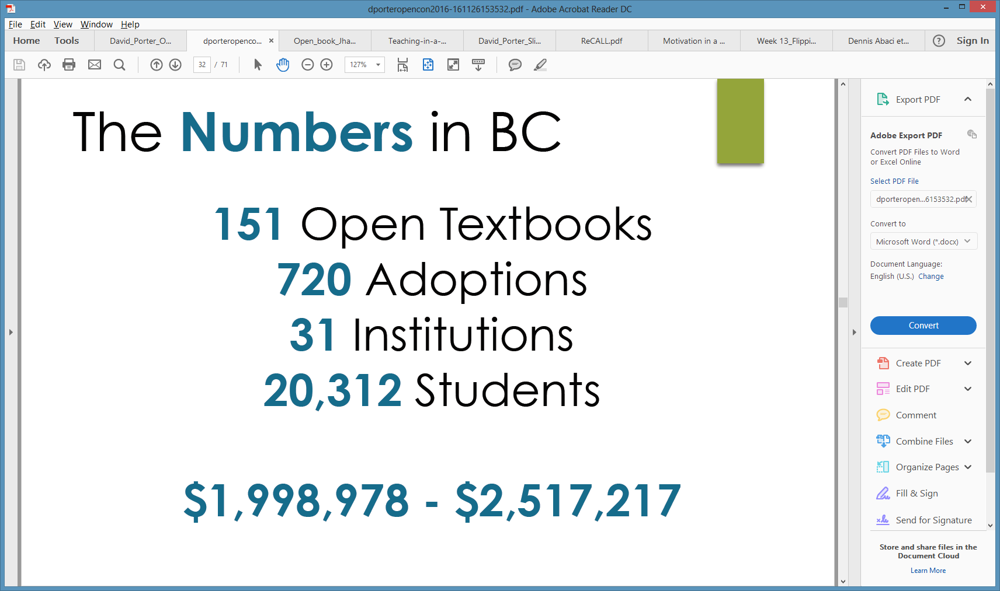 dporteropencon2016-161126153532.pdf - Adobe Acrobat Reader DC
File Edit View Window Help
Home Tools David_Porter_O... dporteropenco... Open_book_Jha... Teaching-in-a-... David_Porter_Sli... ReCALL.pdf Motivation in a ... Week 13_Flippi... Dennis Abaci et... Sign In
32 / 71 127%
The Numbers in BC
151 Open Textbooks
720 Adoptions
31 Institutions
20,312 Students
$1,998,978 - $2,517,217
Export PDF
Adobe Export PDF
Convert PDF Files to Word
or Excel Online
Select PDF File
dporteropen...6153532.pdf
Convert to
Microsoft Word (*.docx)
Document Language:
English (U.S.) Change
Convert
Create PDF
Edit PDF
Comment
Combine Files
Organize Pages
Fill & Sign
Send for Signature
Store and share files in the
Document Cloud
Learn More